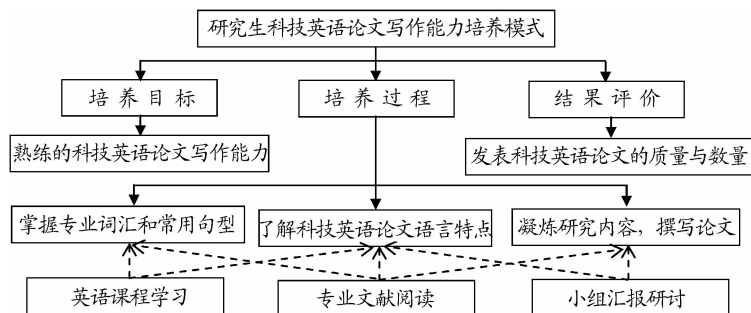 研究生科技英语论文写作能力培养模式
培养目标
培养过程
结果评价
熟练的科技英语论文写作能力
发表科技英语论文的质量与数量
掌握专业词汇和常用句型
了解科技英语论文语言特点
凝炼研究内容，撰写论文
英语课程学习
专业文献阅读
小组汇报研讨